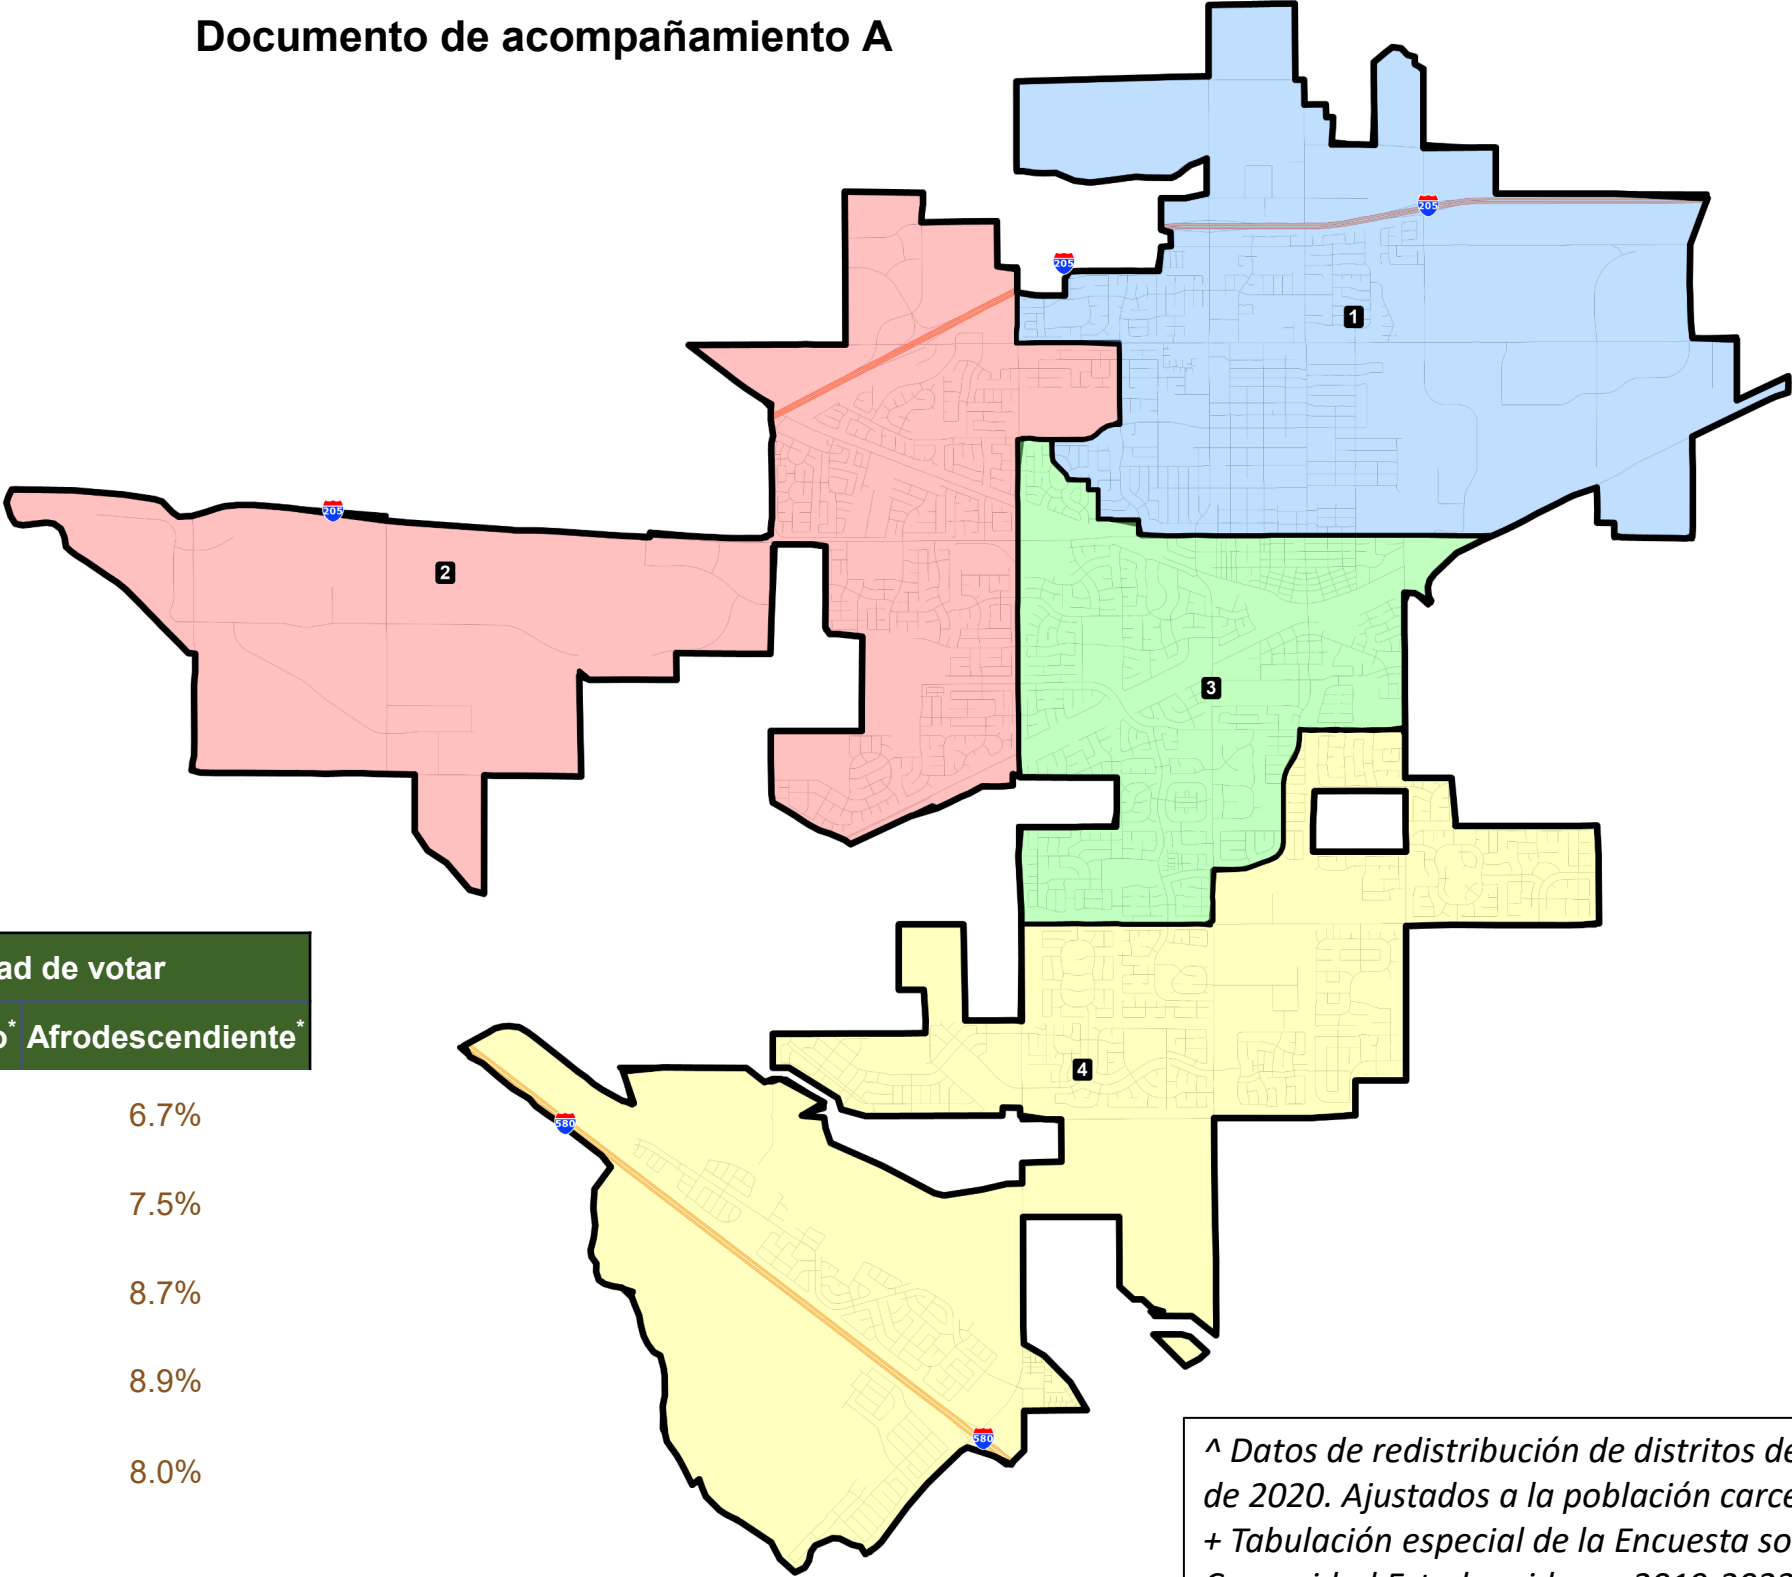 Documento de acompañamiento A
205
205
1
205
2
3
ad de votar
o* Afrodescendiente*
4
6.7%
580
7.5%
8.7%
8.9%
580
8.0%
^ Datos de redistribución de distritos de
de 2020. Ajustados a la población carce
+ Tabulación especial de la Encuesta so